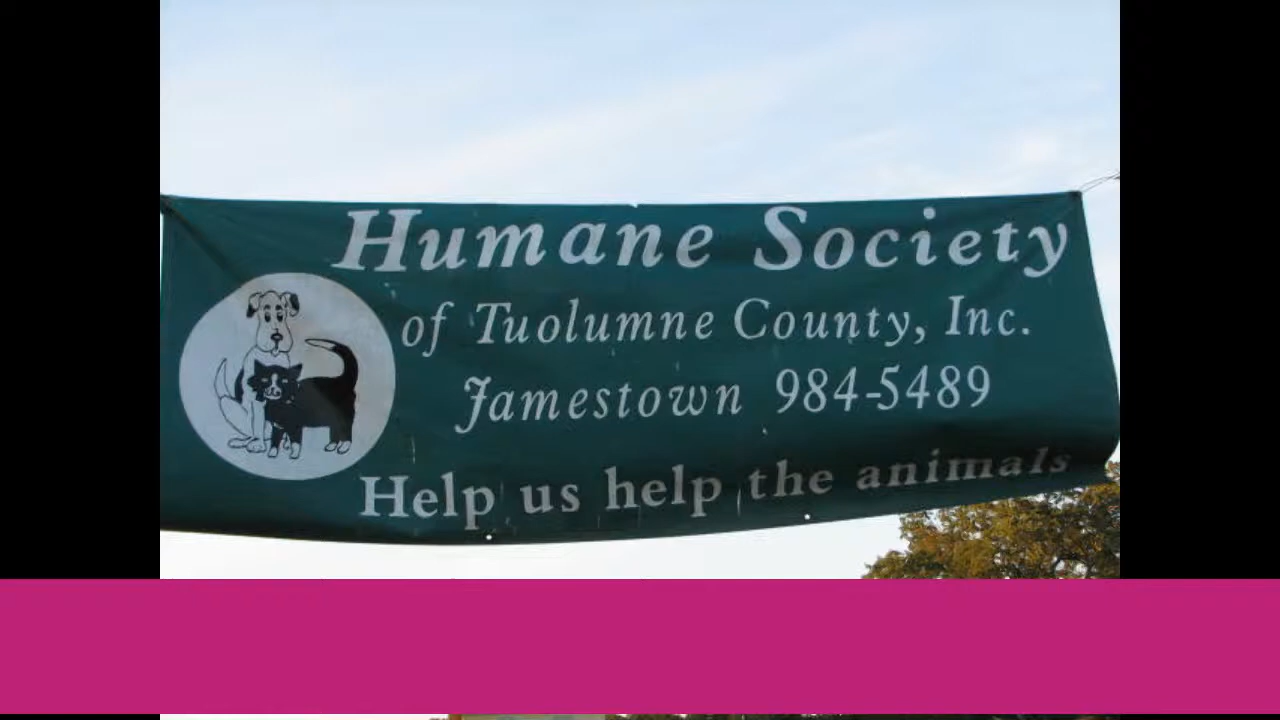 Humane Society
of Tuolumne County, Inc.
Jamestown 984-5489
Help us help the animals